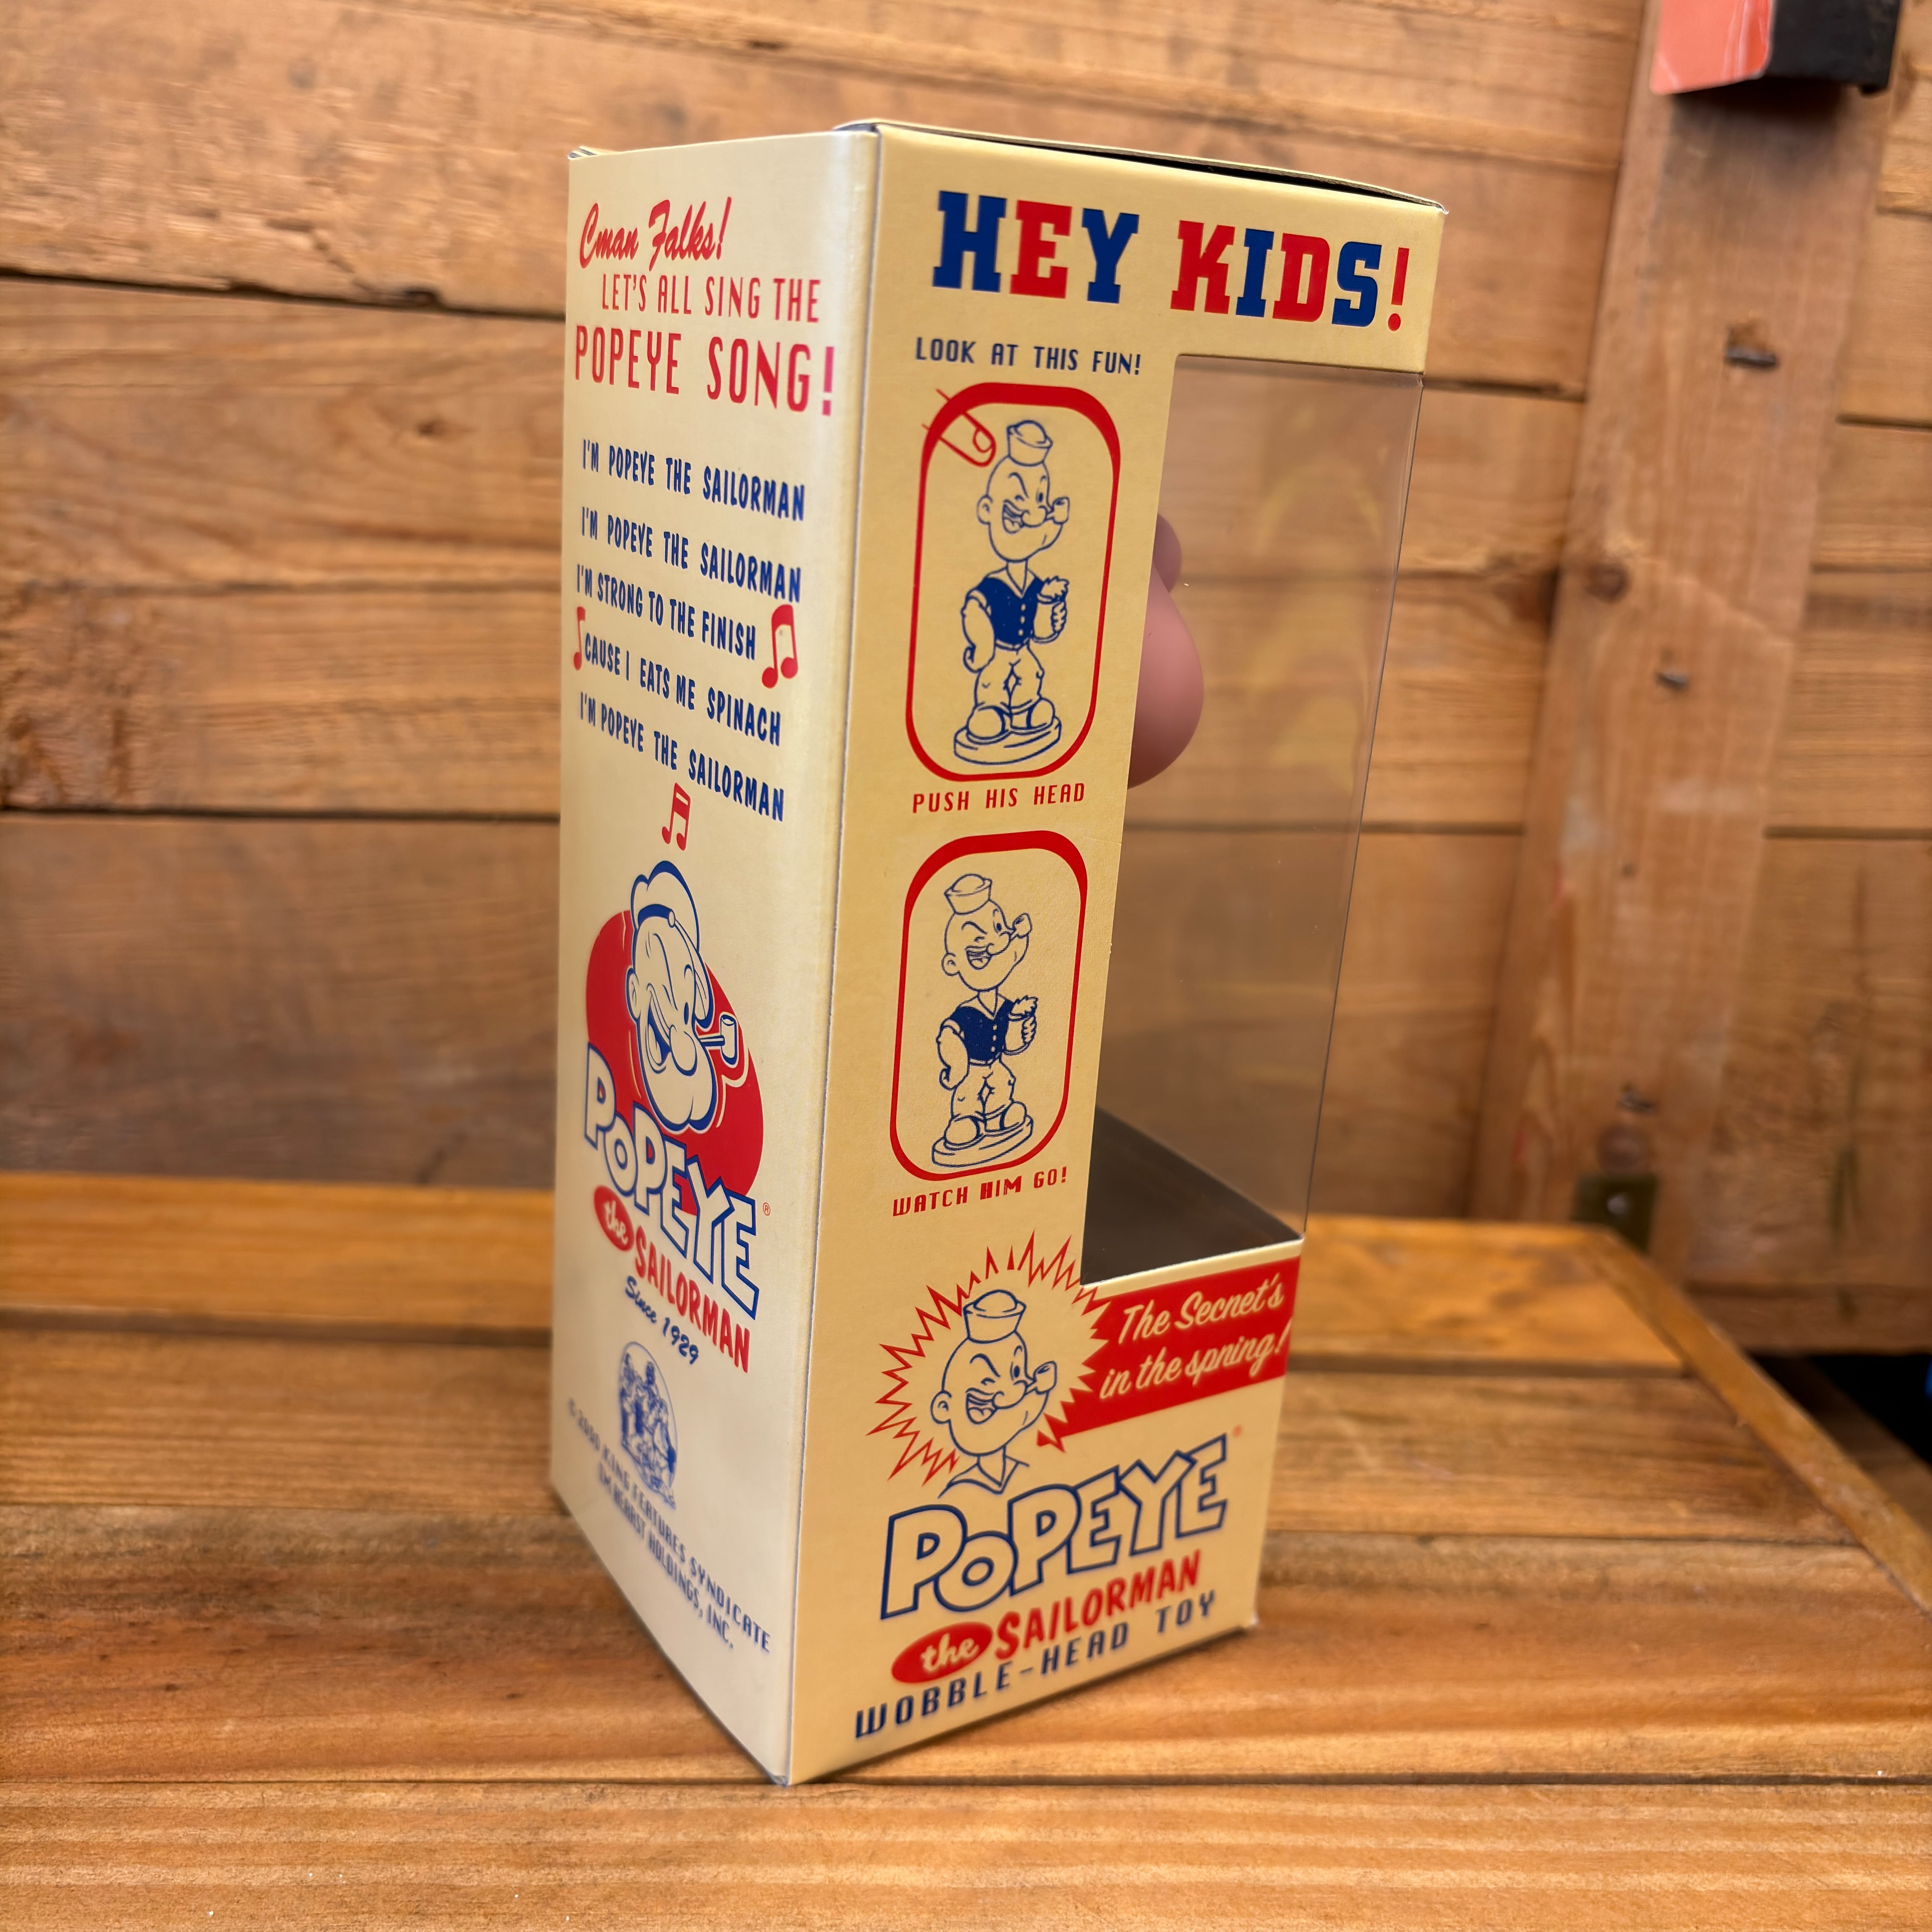 Cman Falks!
LET'S ALL SING THE
POPEYE SONG!
I'M POPEYE THE SAILORMAN
I'M POPEYE THE SAILORMAN
I'M STRONG TO THE FINISH
CAUSE I EATS ME SPINACH
I'M POPEYE THE SAILORMAN
POPEYE®
the SAILORMAN
Since 1929
© 2000 KING FEATURES SYNDICATE
TM HEARST HOLDINGS, INC.
HEY KIDS!
LOOK AT THIS FUN!
PUSH HIS HEAD
WATCH HIM GO!
The Secnet's
in the spning!
POPEYE®
the SAILORMAN
WOBBLE-HEAD TOY